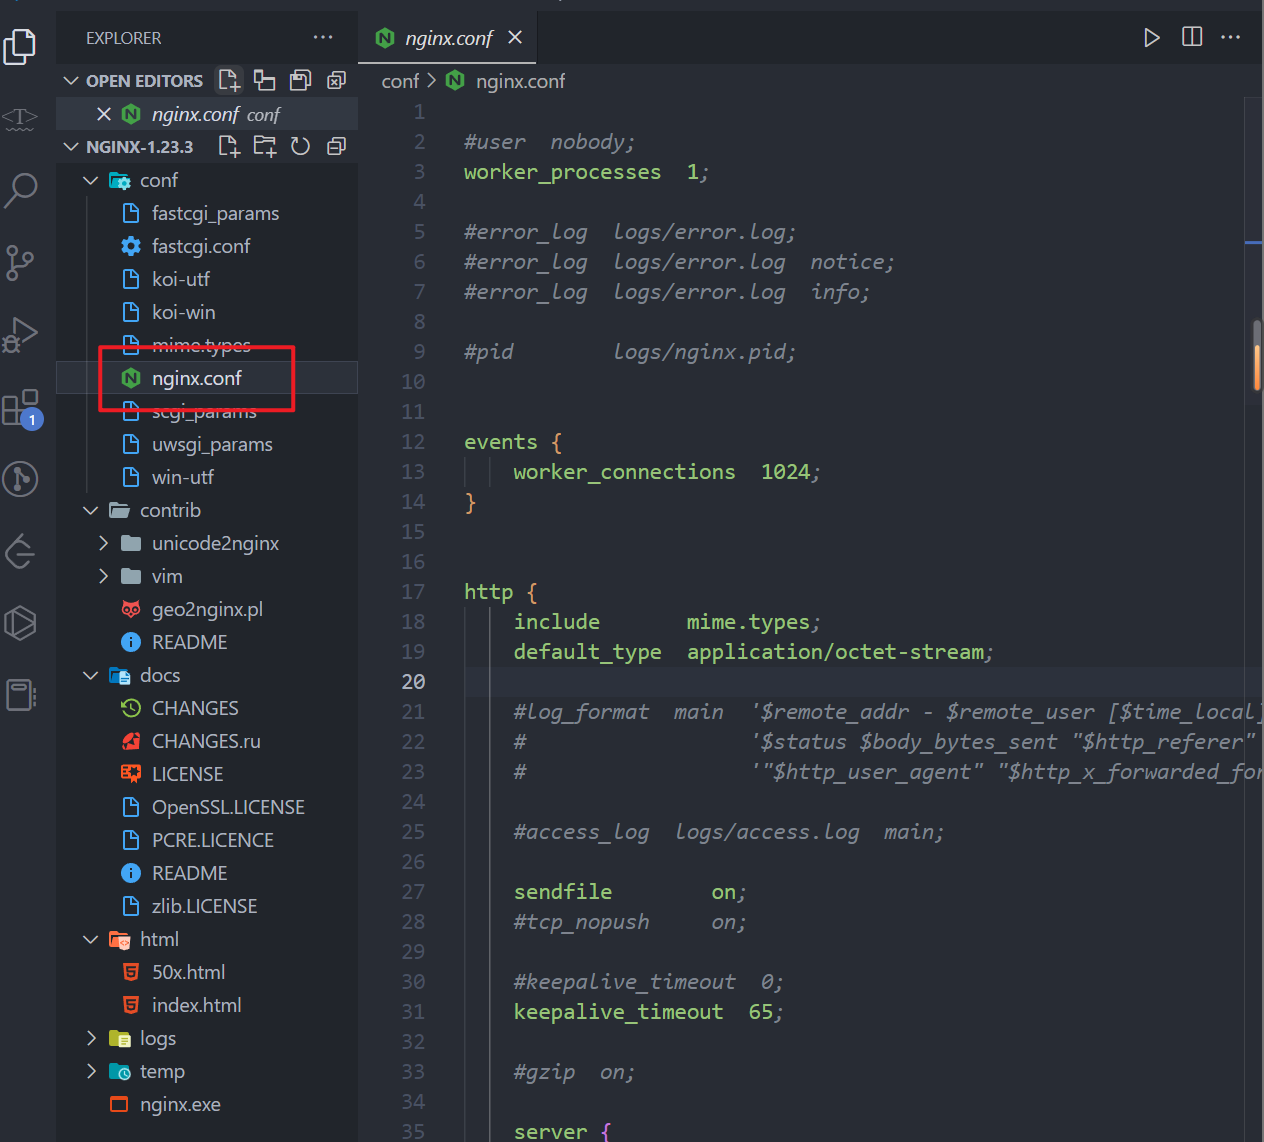 EXPLORER
OPEN EDITORS
nginx.conf conf
NGINX-1.23.3
conf
fastcgi_params
fastcgi.conf
koi-utf
koi-win
mime.types
nginx.conf
scgi_params
uwsgi_params
win-utf
contrib
unicode2nginx
vim
geo2nginx.pl
README
docs
CHANGES
CHANGES.ru
LICENSE
OpenSSL.LICENSE
PCRE.LICENCE
README
zlib.LICENSE
html
50x.html
index.html
logs
temp
nginx.exe
1
nginx.conf
conf > nginx.conf
1
2 #user  nobody;
3 worker_processes  1;
4
5 #error_log  logs/error.log;
6 #error_log  logs/error.log  notice;
7 #error_log  logs/error.log  info;
8
9 #pid        logs/nginx.pid;
10
11
12 events {
13     worker_connections  1024;
14 }
15
16
17 http {
18     include       mime.types;
19     default_type  application/octet-stream;
20
21     #log_format  main  '$remote_addr - $remote_user [$time_local]
22     #                  '$status $body_bytes_sent "$http_referer"
23     #                  '"$http_user_agent" "$http_x_forwarded_for
24
25     #access_log  logs/access.log  main;
26
27     sendfile        on;
28     #tcp_nopush     on;
29
30     #keepalive_timeout  0;
31     keepalive_timeout  65;
32
33     #gzip  on;
34
35     server {